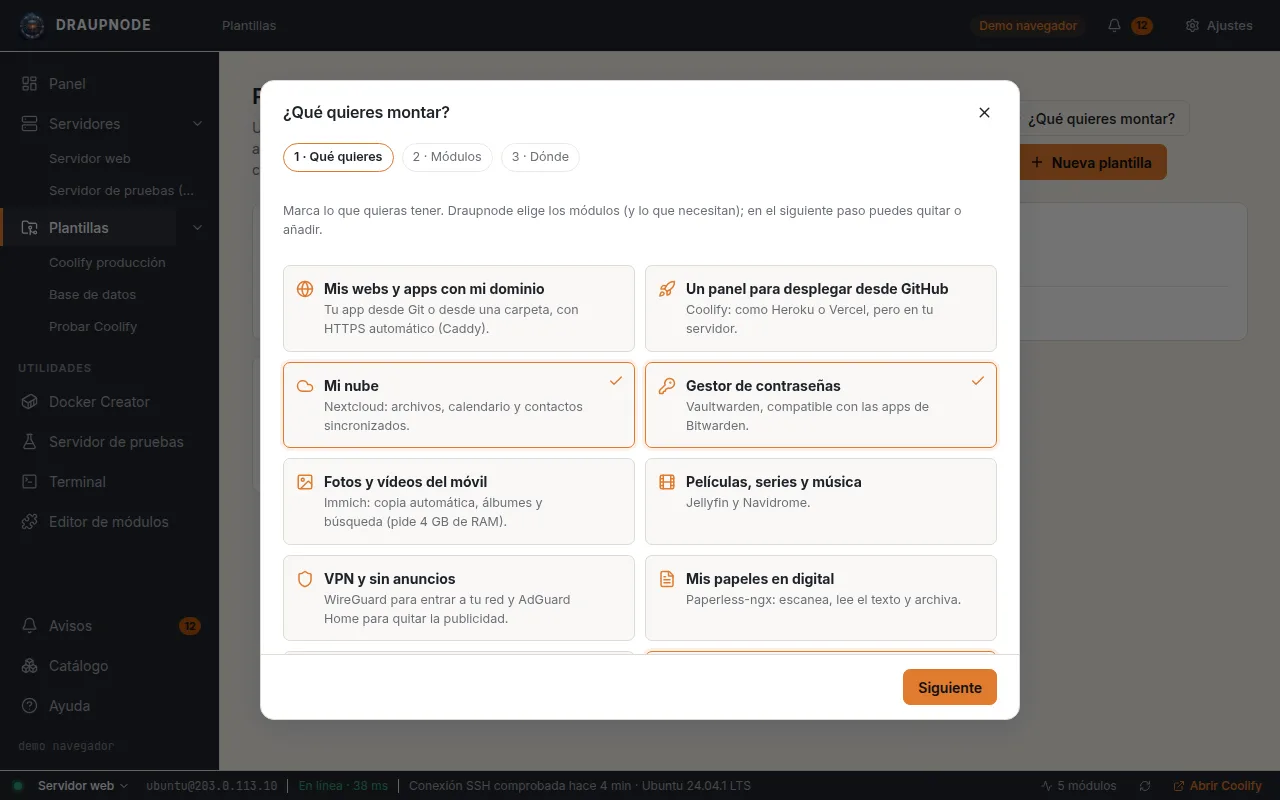 DRAUPNODE
Plantillas
Demo navegador
12
Ajustes
Panel
Servidores
Servidor web
Servidor de pruebas (...
Plantillas
Coolify producción
Base de datos
Probar Coolify
UTILIDADES
Docker Creator
Servidor de pruebas
Terminal
Editor de módulos
Avisos
12
Catálogo
Ayuda
demo navegador
¿Qué quieres montar?
Nueva plantilla
¿Qué quieres montar?
1 · Qué quieres
2 · Módulos
3 · Dónde
Marca lo que quieras tener. Draupnode elige los módulos (y lo que necesitan); en el siguiente paso puedes quitar o
añadir.
Mis webs y apps con mi dominio
Tu app desde Git o desde una carpeta, con
HTTPS automático (Caddy).
Un panel para desplegar desde GitHub
Coolify: como Heroku o Vercel, pero en tu
servidor.
Mi nube
Nextcloud: archivos, calendario y contactos
sincronizados.
Gestor de contraseñas
Vaultwarden, compatible con las apps de
Bitwarden.
Fotos y vídeos del móvil
Immich: copia automática, álbumes y
búsqueda (pide 4 GB de RAM).
Películas, series y música
Jellyfin y Navidrome.
VPN y sin anuncios
WireGuard para entrar a tu red y AdGuard
Home para quitar la publicidad.
Mis papeles en digital
Paperless-ngx: escanea, lee el texto y archiva.
Siguiente
Servidor web
ubuntu@203.0.113.10
En línea · 38 ms
Conexión SSH comprobada hace 4 min · Ubuntu 24.04.1 LTS
5 módulos
Abrir Coolify